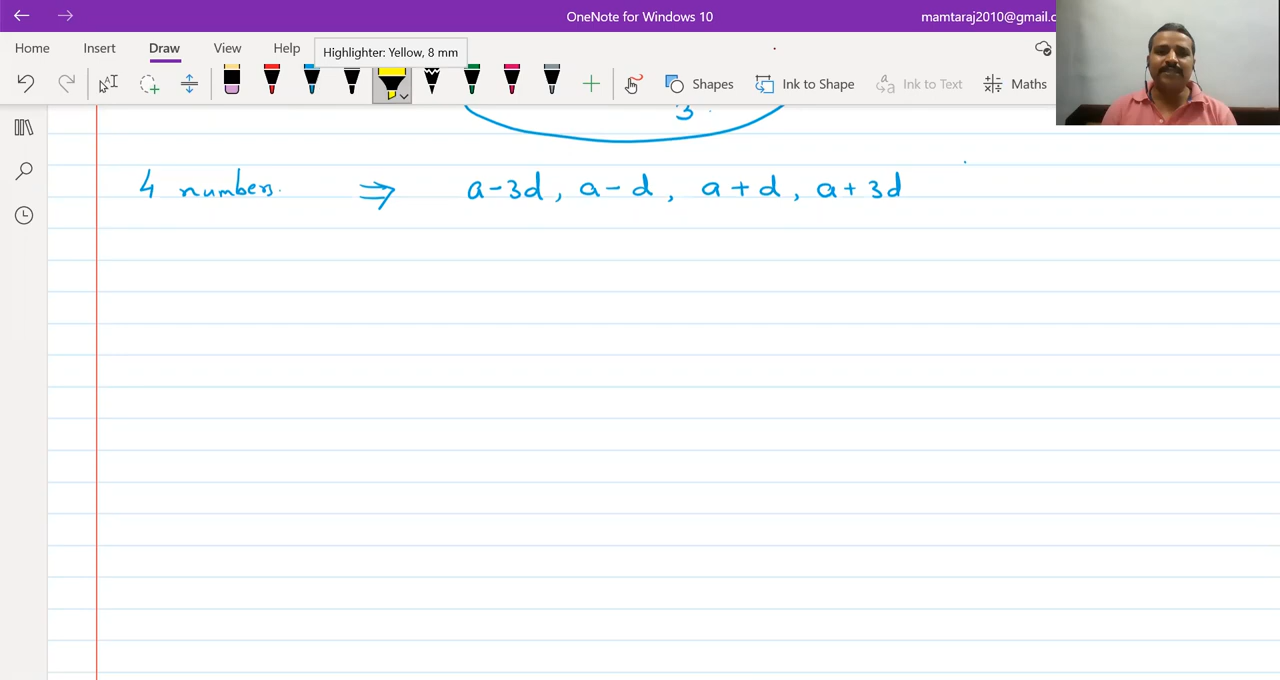 OneNote for Windows 10
mamtaraj2010@gmail.c
Home Insert Draw View Help
Highlighter: Yellow, 8 mm
Shapes Ink to Shape Ink to Text Maths
3
4 numbers. ⇒ a-3d, a-d, a+d, a+3d